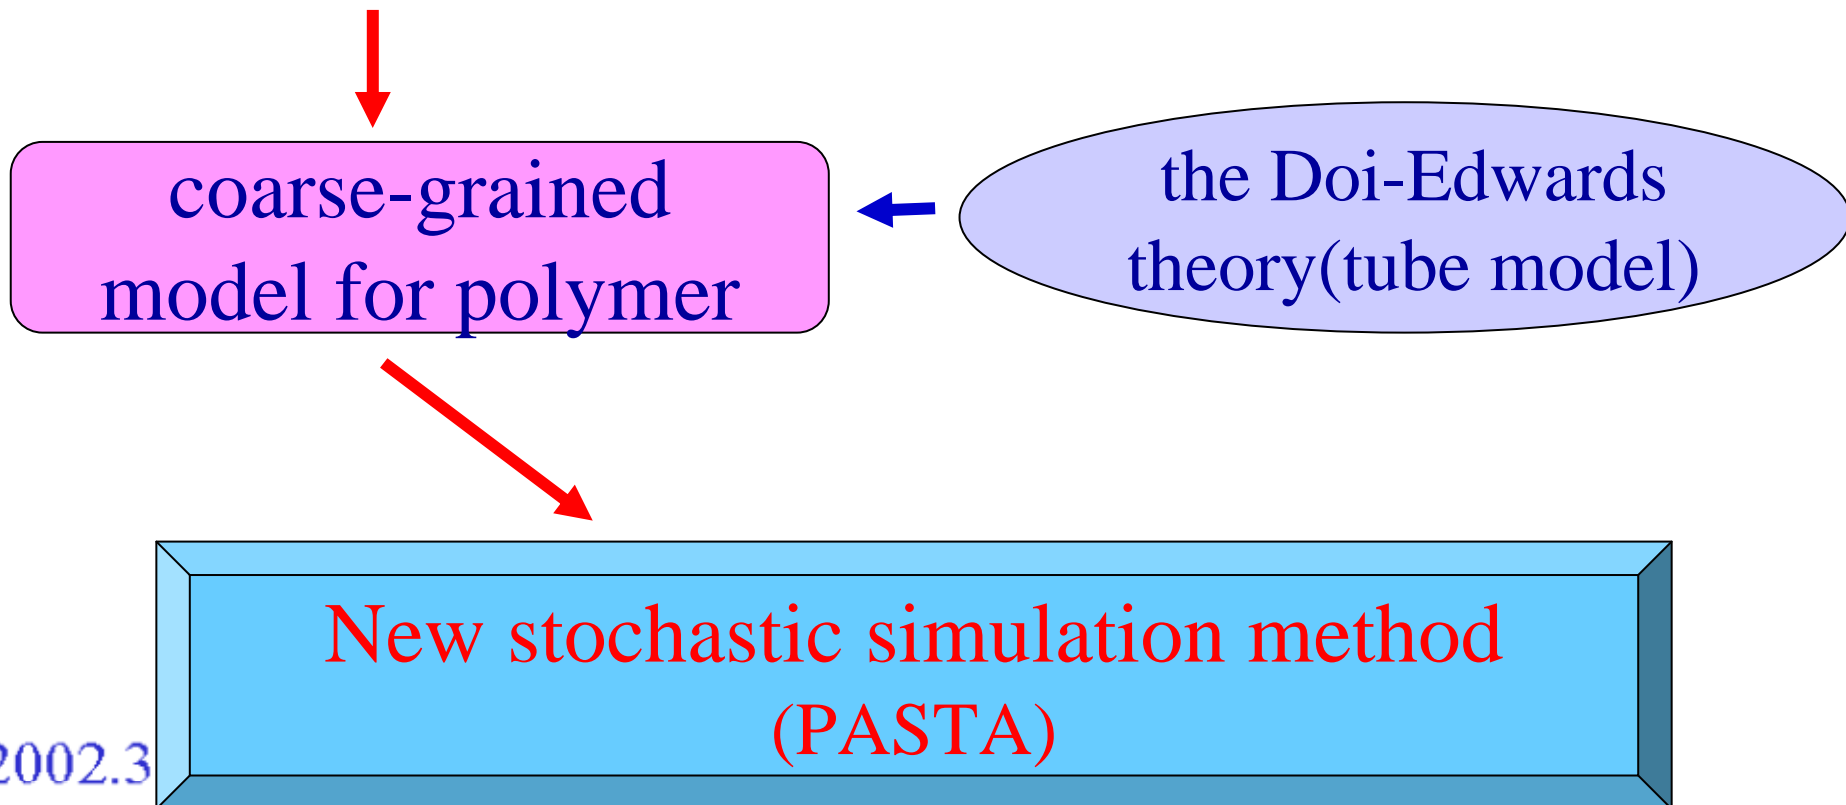 coarse-grained
model for polymer
the Doi-Edwards
theory(tube model)
New stochastic simulation method
(PASTA)
2002.3